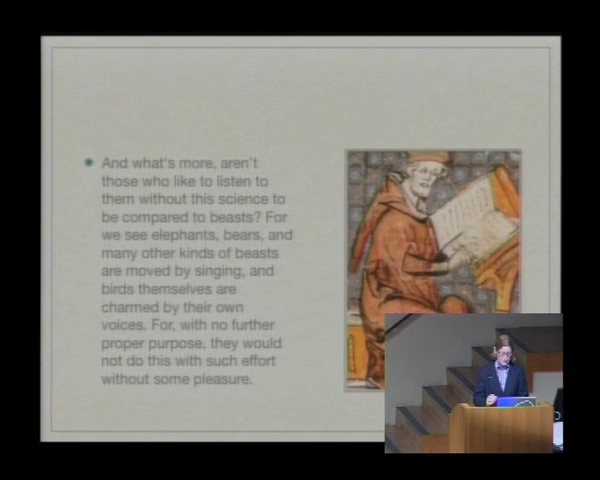 And what's more, aren't
those who like to listen to
them without this science to
be compared to beasts? For
we see elephants, bears, and
many other kinds of beasts
are moved by singing, and
birds themselves are
charmed by their own
voices. For, with no further
proper purpose, they would
not do this with such effort
without some pleasure.